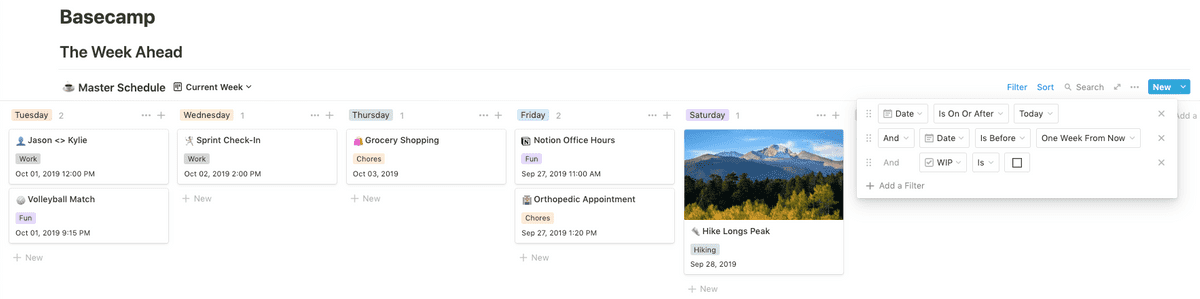 Basecamp
The Week Ahead
Master Schedule Current Week
Filter Sort Search New
Tuesday 2
Jason <> Kylie
Work
Oct 01, 2019 12:00 PM
Volleyball Match
Fun
Oct 01, 2019 9:15 PM
New
Wednesday 1
Sprint Check-In
Work
Oct 02, 2019 2:00 PM
New
Thursday 1
Grocery Shopping
Chores
Oct 03, 2019
New
Friday 2
Notion Office Hours
Fun
Sep 27, 2019 11:00 AM
Orthopedic Appointment
Chores
Sep 27, 2019 1:20 PM
New
Saturday 1
Hike Longs Peak
Hiking
Sep 28, 2019
New
Date Is On Or After Today
And Date Is Before One Week From Now
And WIP Is
Add a Filter
Add a